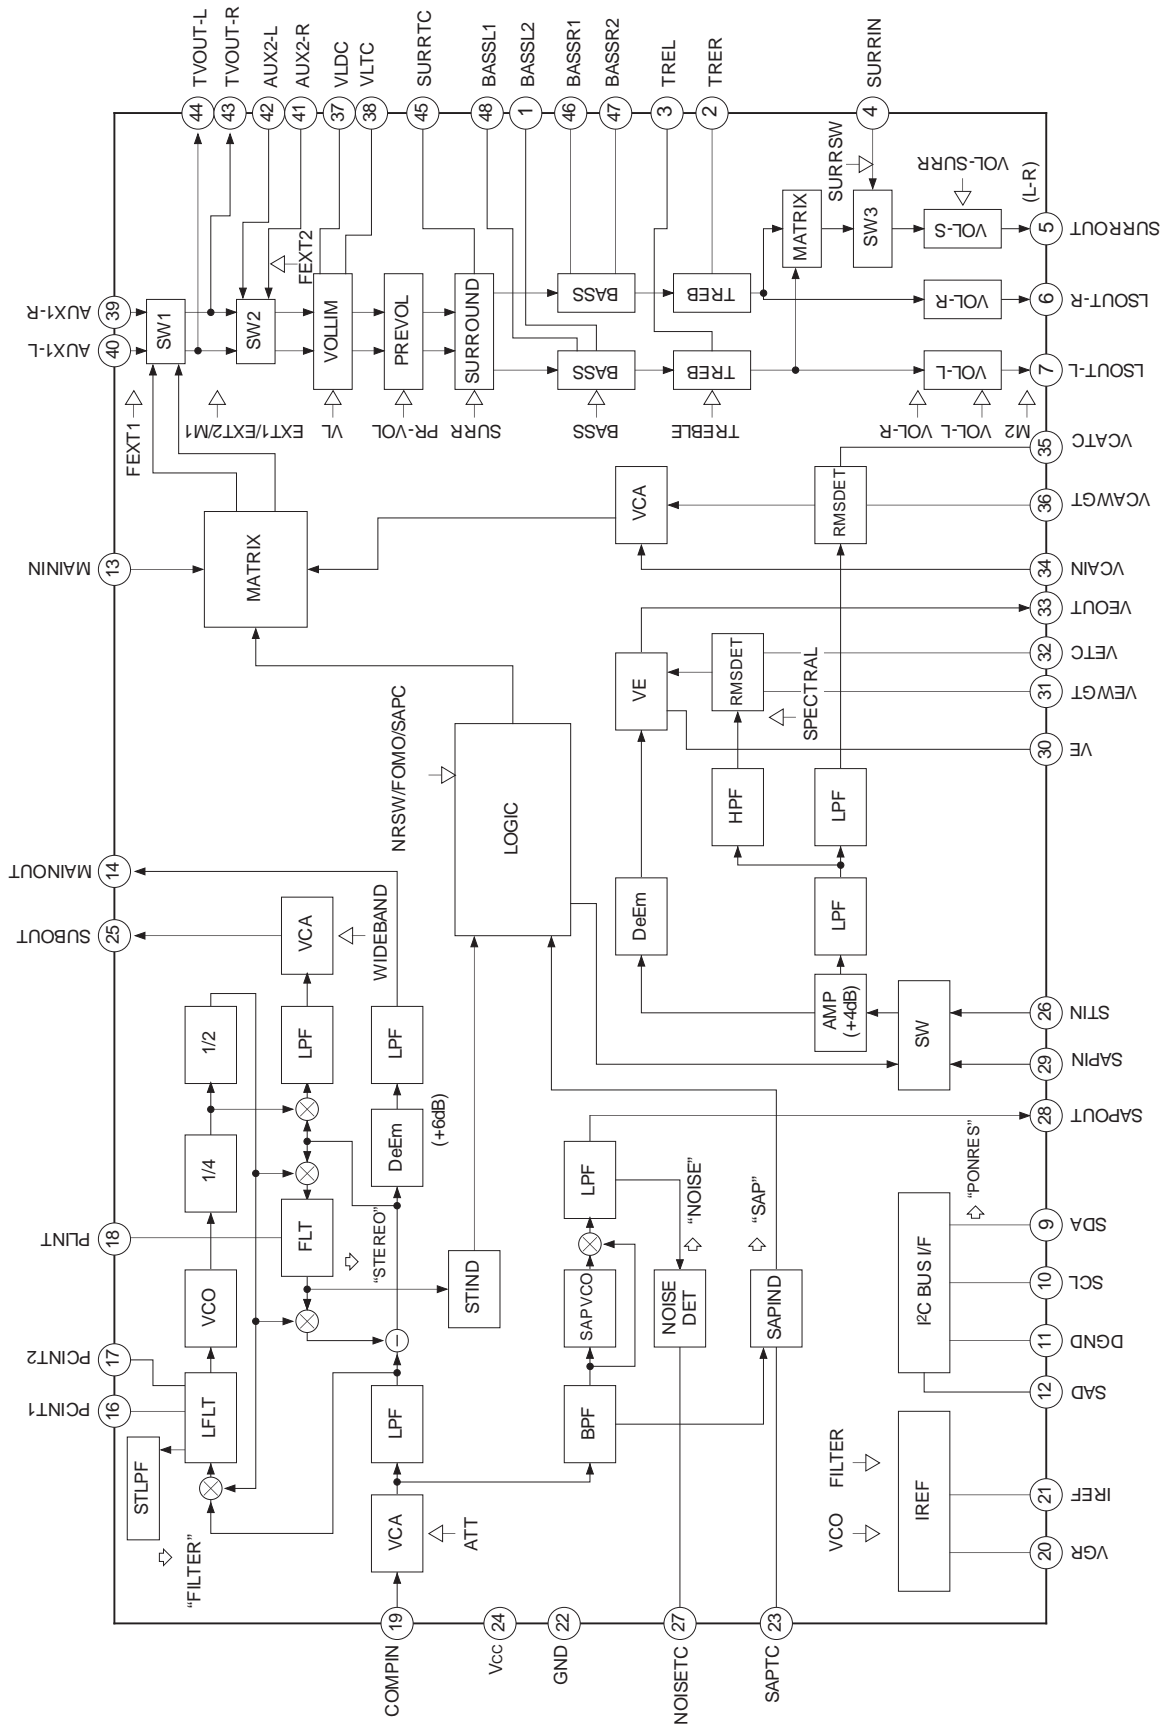 TVOUT-L
TVOUT-R
AUX2-L
AUX2-R
VLDC
VLTC
SURRTC
BASSL1
BASSL2
BASSR1
BASSR2
TREL
TRER
SURRIN
44
43
42
41
37
38
45
48
1
46
47
3
2
4
AUX1-R
39
AUX1-L
40
SW1
SW2
FEXT2
VOLLIM
PREVOL
SURROUND
BASS
BASS
TREB
TREB
MATRIX
SURRSW
SW3
VOL-S
VOL-SURR
(L-R)
5
SURROUT
VOL-R
6
LSOUT-R
VOL-L
7
LSOUT-L
FEXT1
EXT1/EXT2/M1
VL
PR-VOL
SURR
BASS
TREBLE
VOL-R
VOL-L
M2
35
VCATC
MAININ
13
MATRIX
VCA
RMSDET
36
VCAWGT
34
VCAIN
33
VEOUT
VE
RMSDET
32
VETC
31
VEWGT
SPECTRAL
30
VE
NRSW/FOMO/SAPC
LOGIC
HPF
LPF
MAINOUT
14
SUBOUT
25
VCA
WIDEBAND
DeEm
LPF
1/2
LPF
LPF
AMP
(+4dB)
SW
26
STIN
29
SAPIN
1/4
DeEm
(+6dB)
28
SAPOUT
PLINT
18
FLT
"STEREO"
STIND
LPF
"NOISE"
"SAP"
"PONRES"
VCO
SAPVCO
NOISE
DET
SAPIND
I²C BUS I/F
9
SDA
10
SCL
11
DGND
12
SAD
PCINT2
17
PCINT1
16
LFLT
LPF
BPF
STLPF
"FILTER"
VCA
ATT
VCO
FILTER
IREF
21
IREF
20
VGR
19
24
22
27
23
COMPIN
Vcc
GND
NOISETC
SAPTC